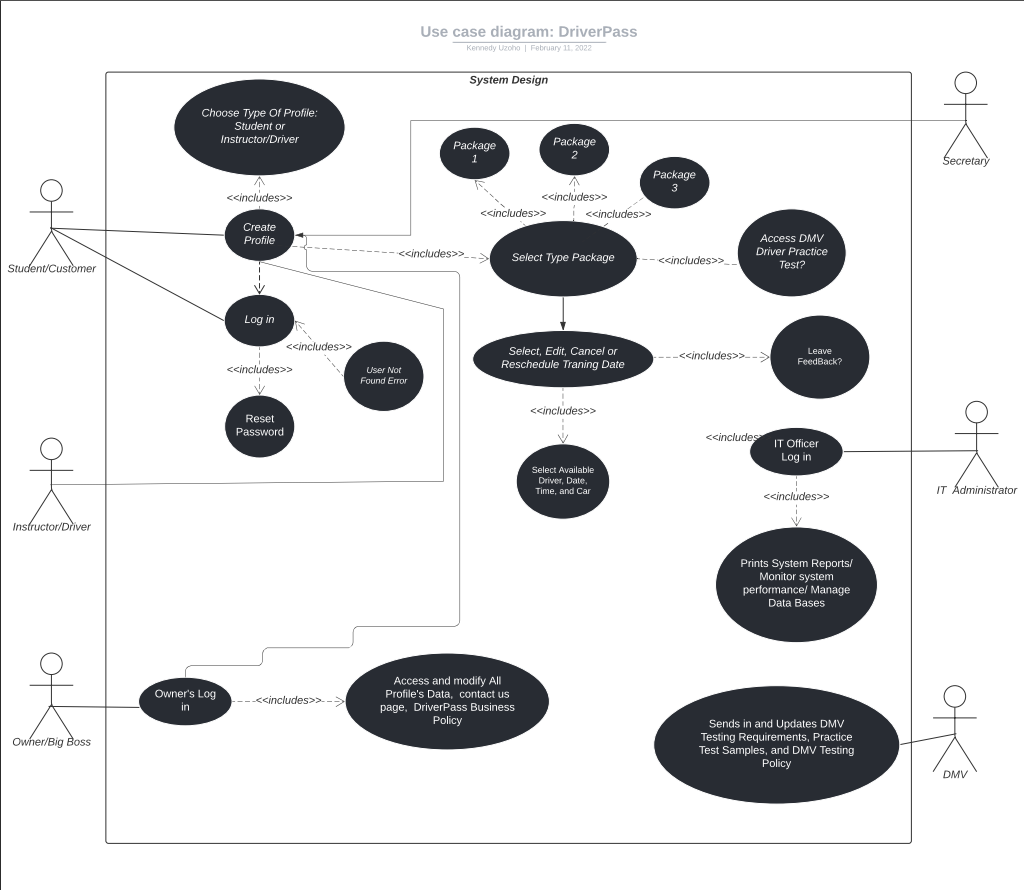 Use case diagram: DriverPass
Kennedy Uzoho | February 11, 2022
System Design
Choose Type Of Profile:
Student or
Instructor/Driver
Package
1
Package
2
Package
3
Secretary
<<includes>>
<<includes>>
<<includes>>
<<includes>>
Student/Customer
Create
Profile
<<includes>>
Select Type Package
<<includes>>
Access DMV
Driver Practice
Test?
Log in
<<includes>>
User Not
Found Error
<<includes>>
Reset
Password
Select, Edit, Cancel or
Reschedule Traning Date
<<includes>>
Leave
FeedBack?
<<includes>>
Select Available
Driver, Date,
Time, and Car
<<includes
IT Officer
Log in
IT Administrator
<<includes>>
Prints System Reports/
Monitor system
performance/ Manage
Data Bases
Instructor/Driver
Owner/Big Boss
Owner's Log
in
<<includes>>
Access and modify All
Profile's Data, contact us
page, DriverPass Business
Policy
Sends in and Updates DMV
Testing Requirements, Practice
Test Samples, and DMV Testing
Policy
DMV